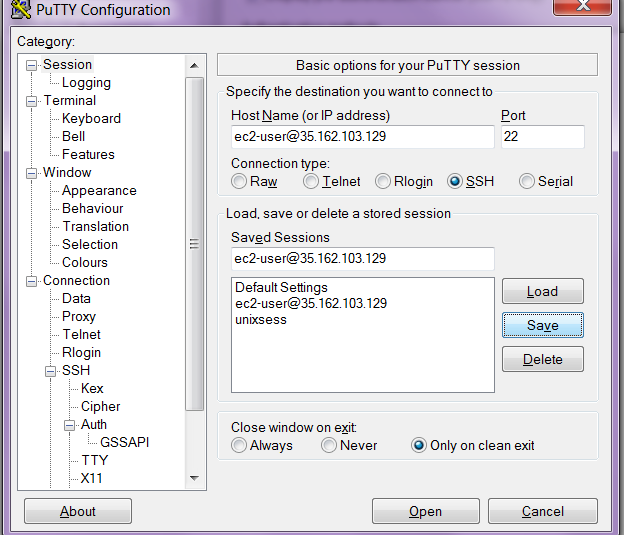 PuTTY Configuration
Category:
Session
Logging
Terminal
Keyboard
Bell
Features
Window
Appearance
Behaviour
Translation
Selection
Colours
Connection
Data
Proxy
Telnet
Rlogin
SSH
Kex
Cipher
Auth
GSSAPI
TTY
X11
Basic options for your PuTTY session
Specify the destination you want to connect to
Host Name (or IP address) Port
ec2-user@35.162.103.129 22
Connection type:
Raw Telnet Rlogin SSH Serial
Load, save or delete a stored session
Saved Sessions
ec2-user@35.162.103.129
Default Settings
ec2-user@35.162.103.129
unixsess
Load
Save
Delete
Close window on exit:
Always Never Only on clean exit
About Open Cancel